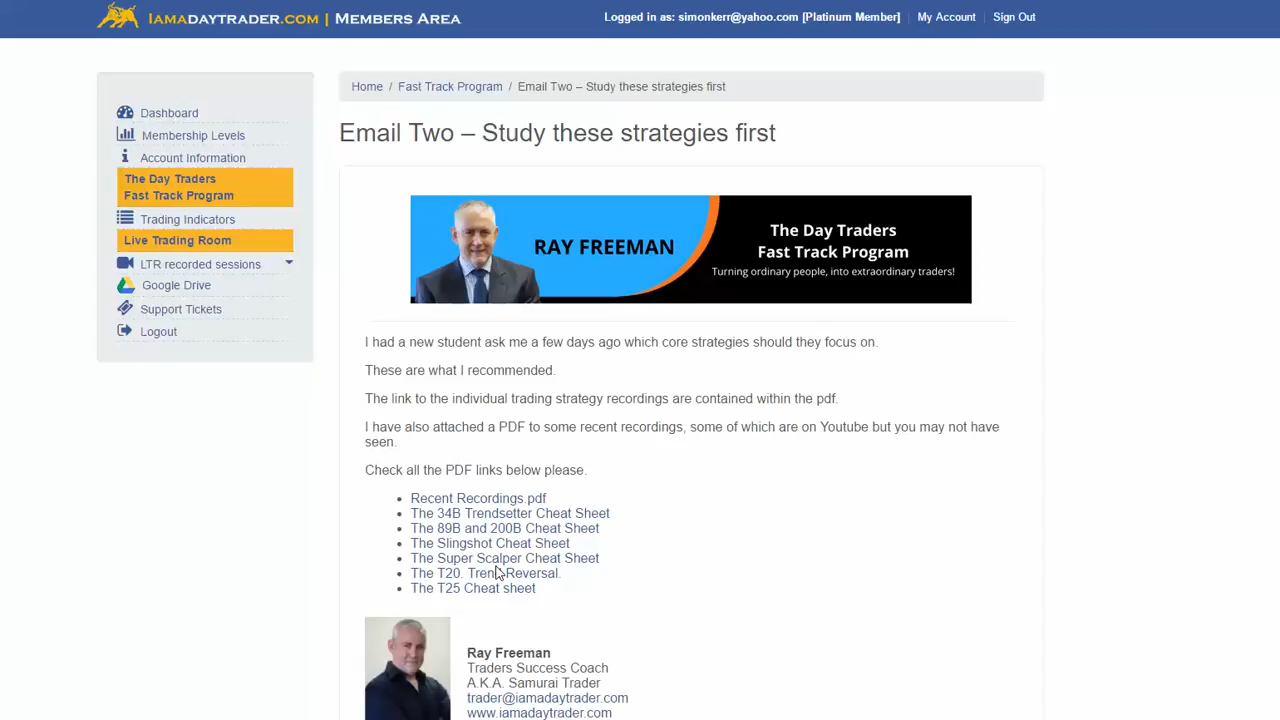 IAMADAYTRADER.COM | MEMBERS AREA
Logged in as: simonkerr@yahoo.com [Platinum Member]
My Account
Sign Out
Dashboard
Membership Levels
Account Information
The Day Traders
Fast Track Program
Trading Indicators
Live Trading Room
LTR recorded sessions
Google Drive
Support Tickets
Logout
Home / Fast Track Program / Email Two – Study these strategies first
Email Two – Study these strategies first
RAY FREEMAN
The Day Traders
Fast Track Program
Turning ordinary people, into extraordinary traders!
I had a new student ask me a few days ago which core strategies should they focus on.
These are what I recommended.
The link to the individual trading strategy recordings are contained within the pdf.
I have also attached a PDF to some recent recordings, some of which are on Youtube but you may not have
seen.
Check all the PDF links below please.
• Recent Recordings.pdf
• The 34B Trendsetter Cheat Sheet
• The 89B and 200B Cheat Sheet
• The Slingshot Cheat Sheet
• The Super Scalper Cheat Sheet
• The T20. Trend Reversal.
• The T25 Cheat sheet
Ray Freeman
Traders Success Coach
A.K.A. Samurai Trader
trader@iamadaytrader.com
www.iamadaytrader.com